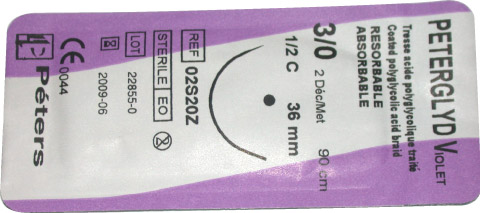 PETERGLYD VIOLET
Tresse acide polyglycolique traité
Coated polyglycolic acid braid
RESORBABLE
ABSORBABLE
3/0
2 Déc/Met
90 cm
1/2 C
36 mm
REF 02S20Z
STERILE EO
LOT 22855-0
2009-06
CE 0044
Péters